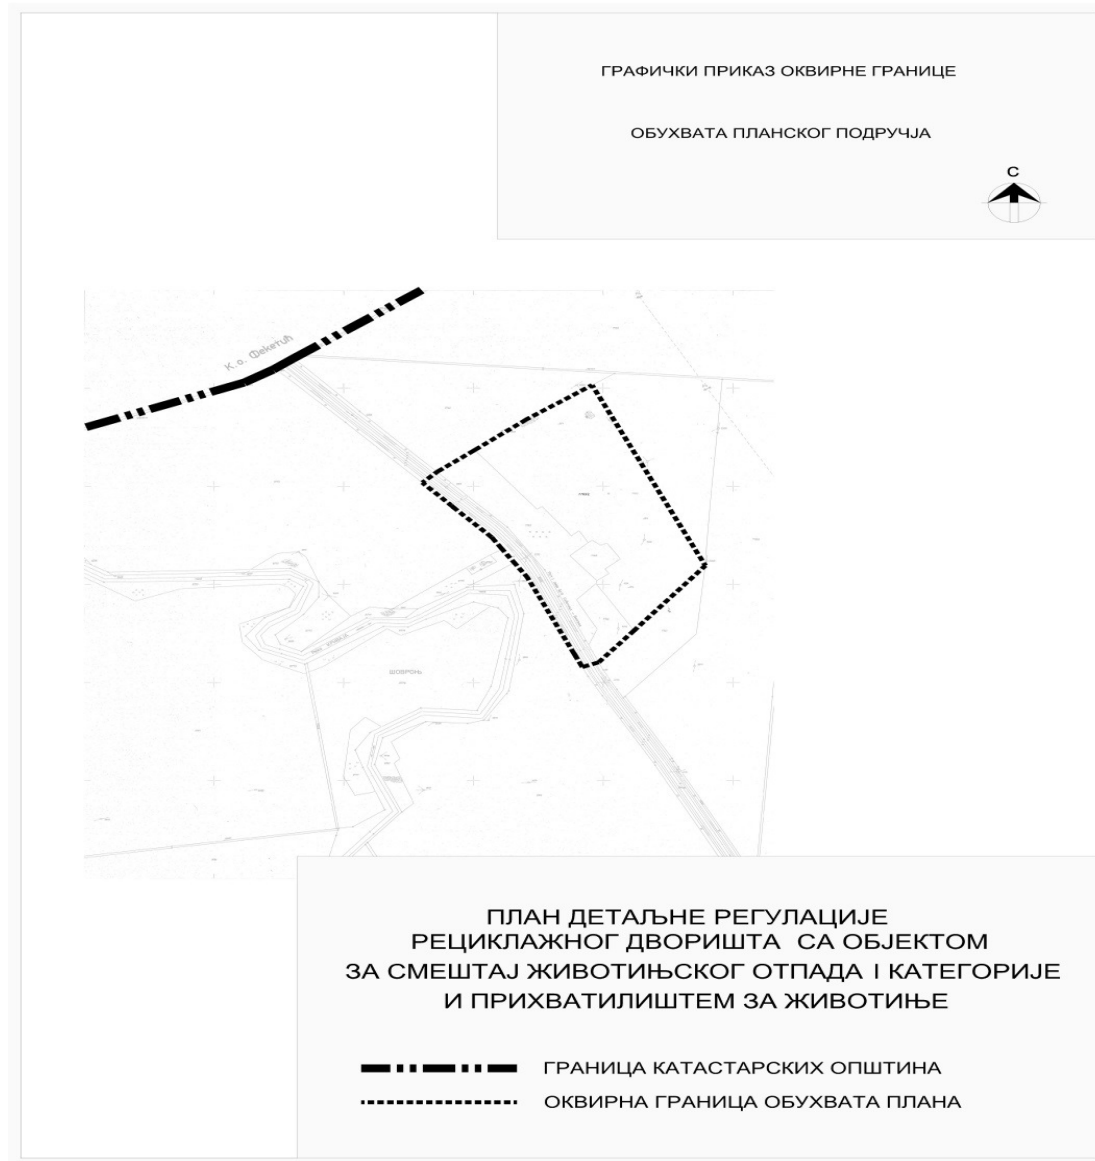 ГРАФИЧКИ ПРИКАЗ ОКВИРНЕ ГРАНИЦЕ
ОБУХВАТА ПЛАНСКОГ ПОДРУЧЈА
С
К.о. Фекетић
ШОВРОЊ
ПЛАН ДЕТАЉНЕ РЕГУЛАЦИЈЕ
РЕЦИКЛАЖНОГ ДВОРИШТА СА ОБЈЕКТОМ
ЗА СМЕШТАЈ ЖИВОТИЊСКОГ ОТПАДА I КАТЕГОРИЈЕ
И ПРИХВАТИЛИШТЕМ ЗА ЖИВОТИЊЕ
ГРАНИЦА КАТАСТАРСКИХ ОПШТИНА
ОКВИРНА ГРАНИЦА ОБУХВАТА ПЛАНА